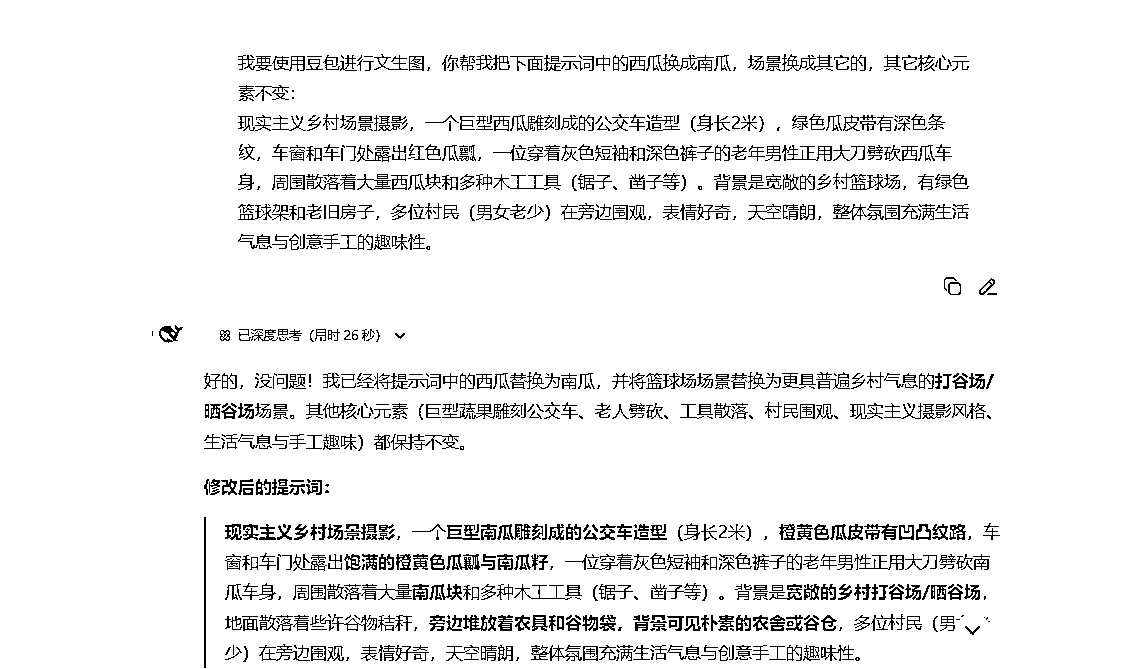 我要使用豆包进行文生图，你帮我把下面提示词中的西瓜换成南瓜，场景换成其它的，其它核心元
素不变：
现实主义乡村场景摄影，一个巨型西瓜雕刻成的公交车造型（身长2米），绿色瓜皮带有深色条
纹，车窗和车门处露出红色瓜瓤，一位穿着灰色短袖和深色裤子的老年男性正用大刀劈砍西瓜车
身，周围散落着大量西瓜块和多种木工工具（锯子、凿子等）。背景是宽敞的乡村篮球场，有绿色
篮球架和老旧房子，多位村民（男女老少）在旁边围观，表情好奇，天空晴朗，整体氛围充满生活
气息与创意手工的趣味性。
已深度思考（用时 26 秒）
好的，没问题！我已经将提示词中的西瓜替换为南瓜，并将篮球场场景替换为更具普遍乡村气息的打谷场/
晒谷场场景。其他核心元素（巨型蔬果雕刻公交车、老人劈砍、工具散落、村民围观、现实主义摄影风格、
生活气息与手工趣味）都保持不变。
修改后的提示词：
现实主义乡村场景摄影，一个巨型南瓜雕刻成的公交车造型（身长2米），橙黄色瓜皮带有凹凸纹路，车
窗和车门处露出饱满的橙黄色瓜瓤与南瓜籽，一位穿着灰色短袖和深色裤子的老年男性正用大刀劈砍南
瓜车身，周围散落着大量南瓜块和多种木工工具（锯子、凿子等）。背景是宽敞的乡村打谷场/晒谷场，
地面散落着些许谷物秸秆，旁边堆放着农具和谷物袋，背景可见朴素的农舍或谷仓，多位村民（男
少）在旁边围观，表情好奇，天空晴朗，整体氛围充满生活气息与创意手工的趣味性。